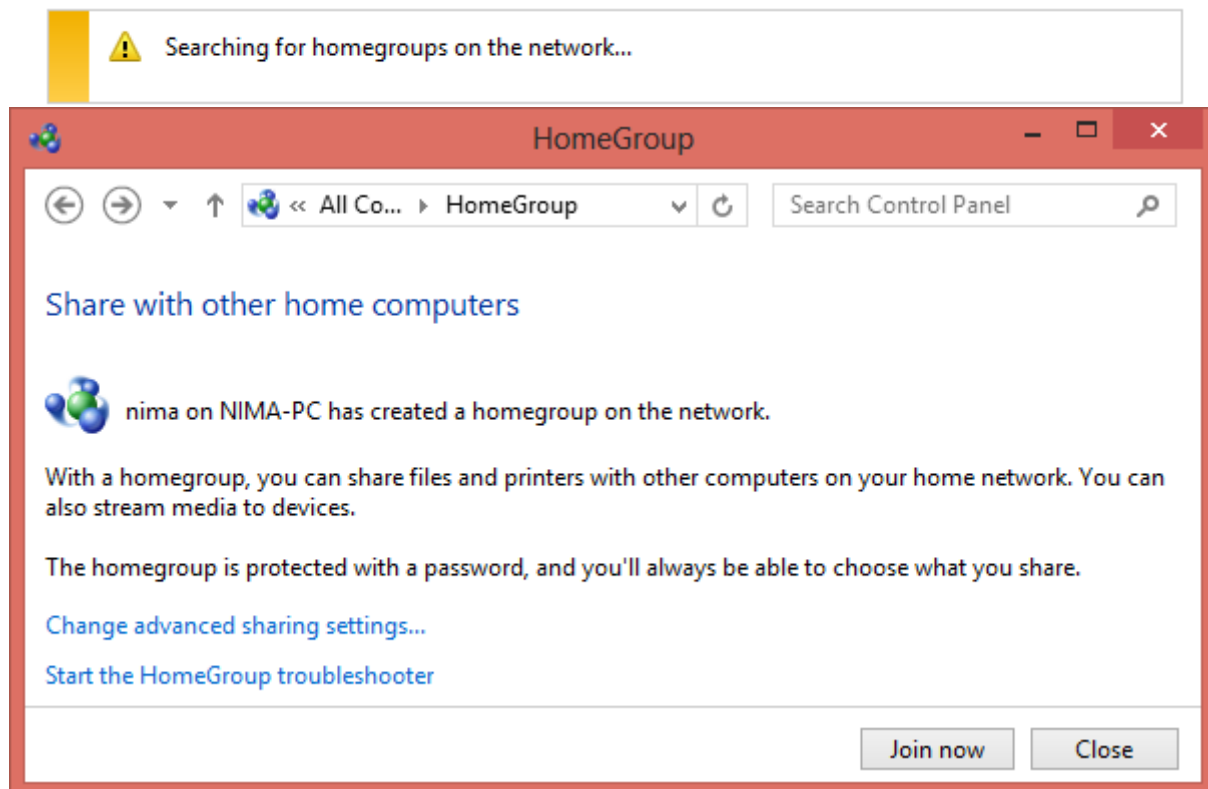 Searching for homegroups on the network...
HomeGroup
« All Co... HomeGroup
Search Control Panel
Share with other home computers
nima on NIMA-PC has created a homegroup on the network.
With a homegroup, you can share files and printers with other computers on your home network. You can
also stream media to devices.
The homegroup is protected with a password, and you'll always be able to choose what you share.
Change advanced sharing settings...
Start the HomeGroup troubleshooter
Join now
Close